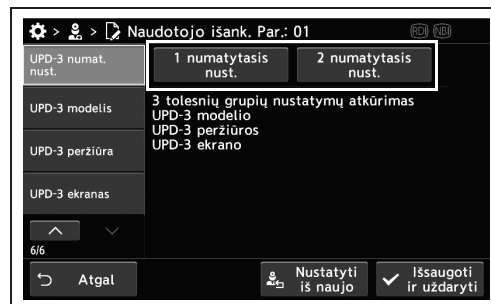 > > Naudotojo išank. Par.: 01 RDI NBI
UPD-3 numat.
nust.
1 numatytasis
nust.
2 numatytasis
nust.
3 tolesnių grupių nustatymų atkūrimas
UPD-3 modelio
UPD-3 peržiūros
UPD-3 ekrano
UPD-3 modelis
UPD-3 peržiūra
UPD-3 ekranas
6/6
Atgal
Nustatyti
iš naujo
Išsaugoti
ir uždaryti